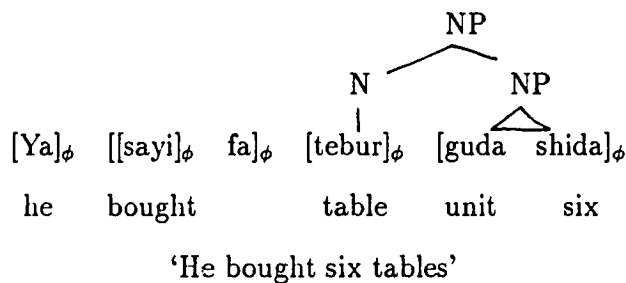 NP
N NP
[Ya]ϕ [[sayi]ϕ fa]ϕ [tebur]ϕ [guda shida]ϕ
he bought table unit six
‘He bought six tables’